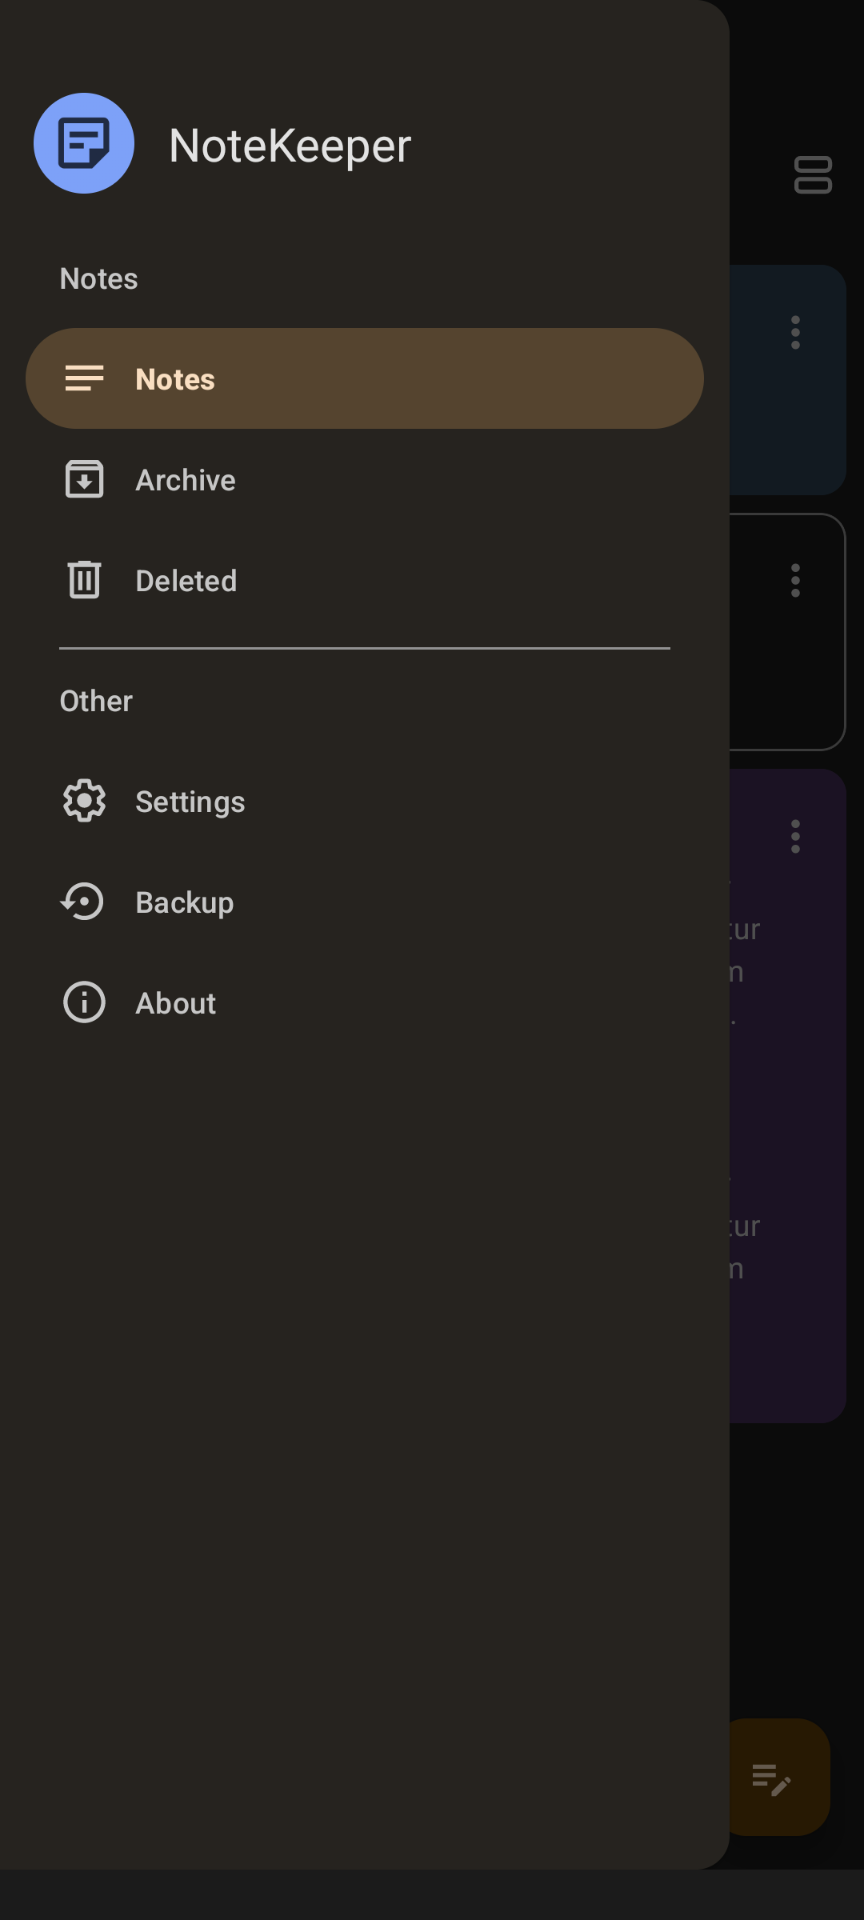 NoteKeeper
Notes
Notes
Archive
Deleted
Other
Settings
Backup
About